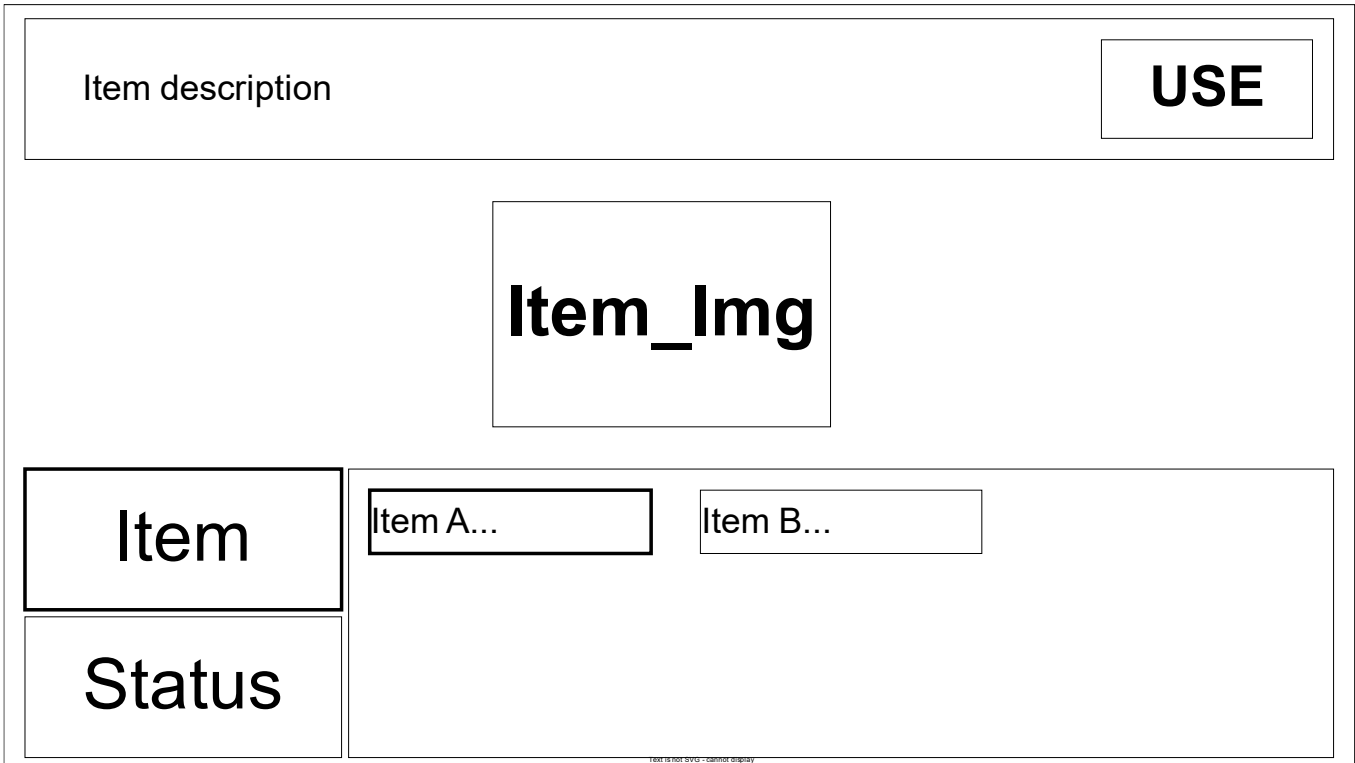 Item description
USE
Item_Img
Item
Item A...
Item B...
Status
Text is not SVG - cannot display